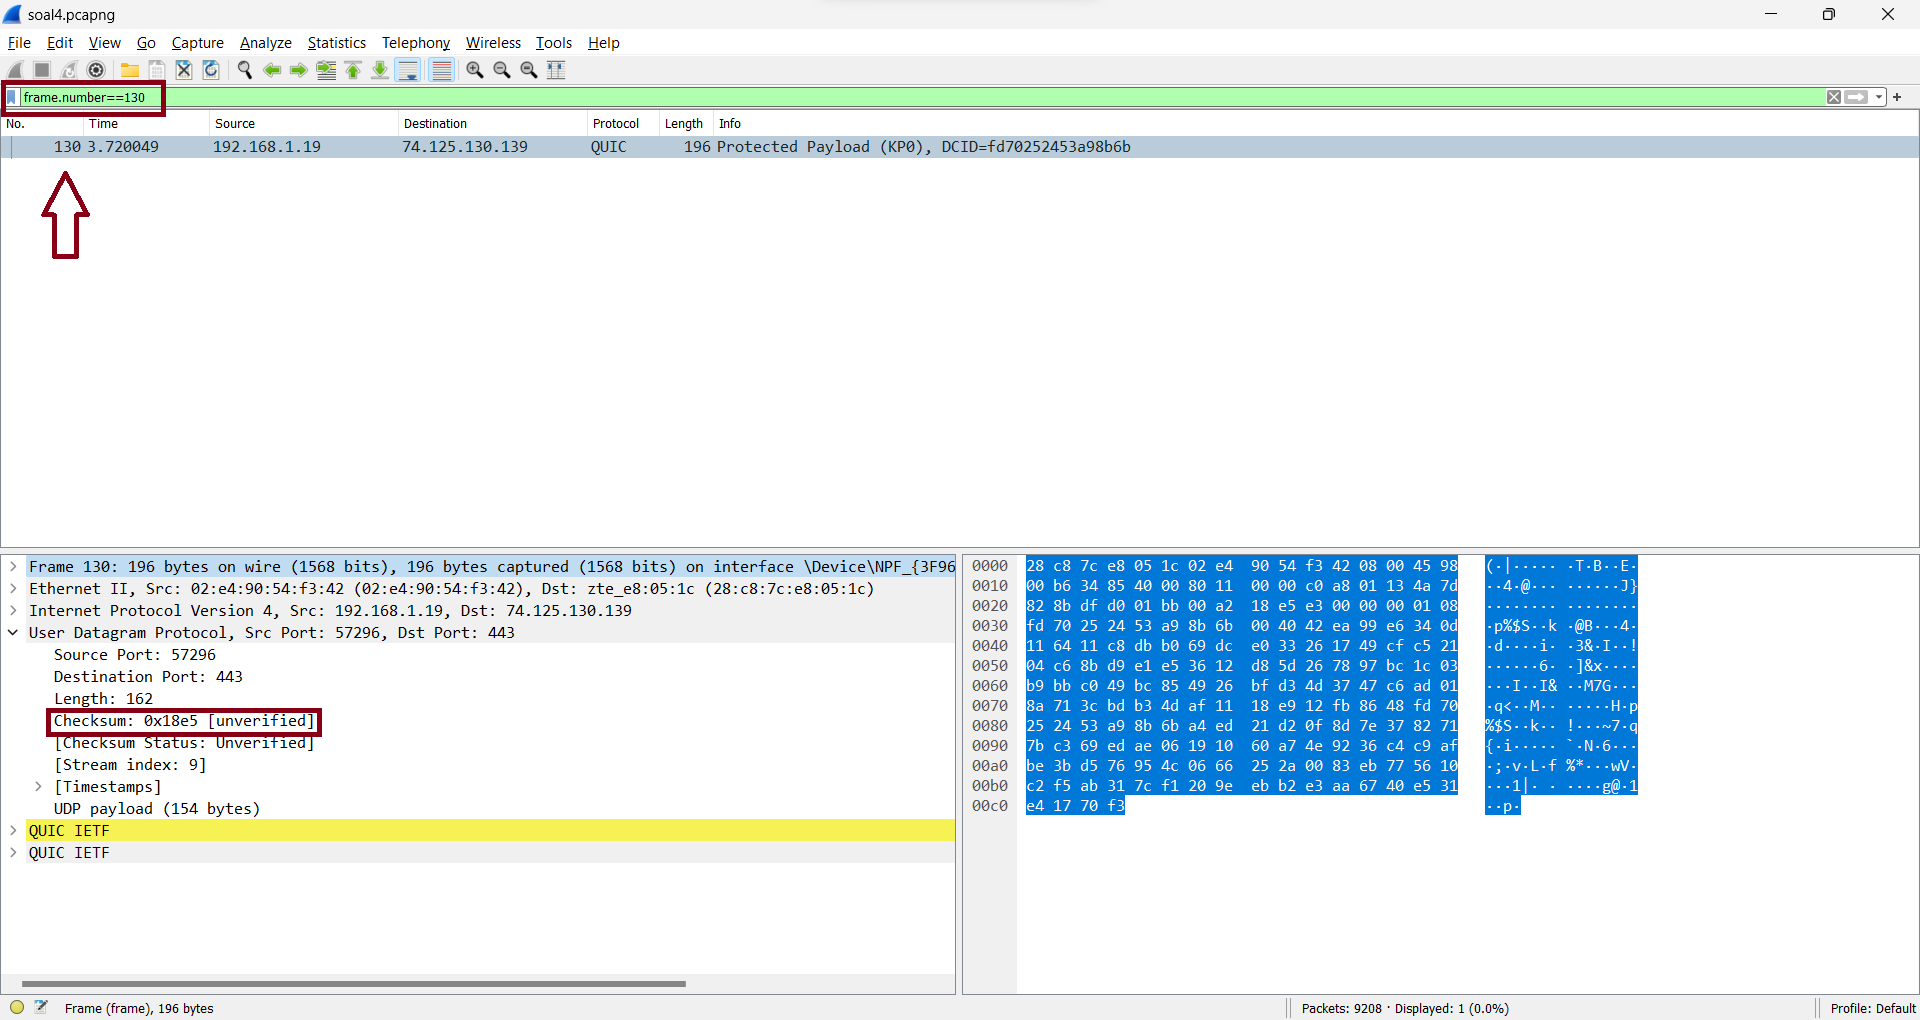 soal4.pcapng
File Edit View Go Capture Analyze Statistics Telephony Wireless Tools Help
frame.number==130
No. Time Source Destination Protocol Length Info
130 3.720049 192.168.1.19 74.125.130.139 QUIC 196 Protected Payload (KP0), DCID=fd70252453a98b6b
Frame 130: 196 bytes on wire (1568 bits), 196 bytes captured (1568 bits) on interface \Device\NPF_{3F96
Ethernet II, Src: 02:e4:90:54:f3:42 (02:e4:90:54:f3:42), Dst: zte_e8:05:1c (28:c8:7c:e8:05:1c)
Internet Protocol Version 4, Src: 192.168.1.19, Dst: 74.125.130.139
User Datagram Protocol, Src Port: 57296, Dst Port: 443
Source Port: 57296
Destination Port: 443
Length: 162
Checksum: 0x18e5 [unverified]
[Checksum Status: Unverified]
[Stream index: 9]
[Timestamps]
UDP payload (154 bytes)
QUIC IETF
QUIC IETF
0000 28 c8 7c e8 05 1c 02 e4 90 54 f3 42 08 00 45 98 (·|····· ·T·B··E·
0010 00 b6 34 85 40 00 80 11 00 00 c0 a8 01 13 4a 7d ··4·@··· ······J}
0020 82 8b df d0 01 bb 00 a2 18 e5 e3 00 00 00 01 08 ········ ········
0030 fd 70 25 24 53 a9 8b 6b 00 40 42 ea 99 e6 34 0d ·p%$S··k ·@B···4·
0040 11 64 11 c8 db b0 69 dc e0 33 26 17 49 cf c5 21 ·d····i· ·3&·I··!
0050 04 c6 8b d9 e1 e5 36 12 d8 5d 26 78 97 bc 1c 03 ······6· ·]&x····
0060 b9 bb c0 49 bc 85 49 26 bf d3 4d 37 47 c6 ad 01 ···I··I& ··M7G···
0070 8a 71 3c bd b3 4d af 11 18 e9 12 fb 86 48 fd 70 ·q<··M·· ·····H·p
0080 25 24 53 a9 8b 6b a4 ed 21 d2 0f 8d 7e 37 82 71 %$S··k·· !···~7·q
0090 7b c3 69 ed ae 06 19 10 60 a7 4e 92 36 c4 c9 af {·i····· `·N·6···
00a0 be 3b d5 76 95 4c 06 66 25 2a 00 83 eb 77 56 10 ·;·v·L·f %*···wV·
00b0 c2 f5 ab 31 7c f1 20 9e eb b2 e3 aa 67 40 e5 31 ···1|· · ····g@·1
00c0 e4 17 70 f3 ··p·
Frame (frame), 196 bytes
Packets: 9208 · Displayed: 1 (0.0%)
Profile: Default